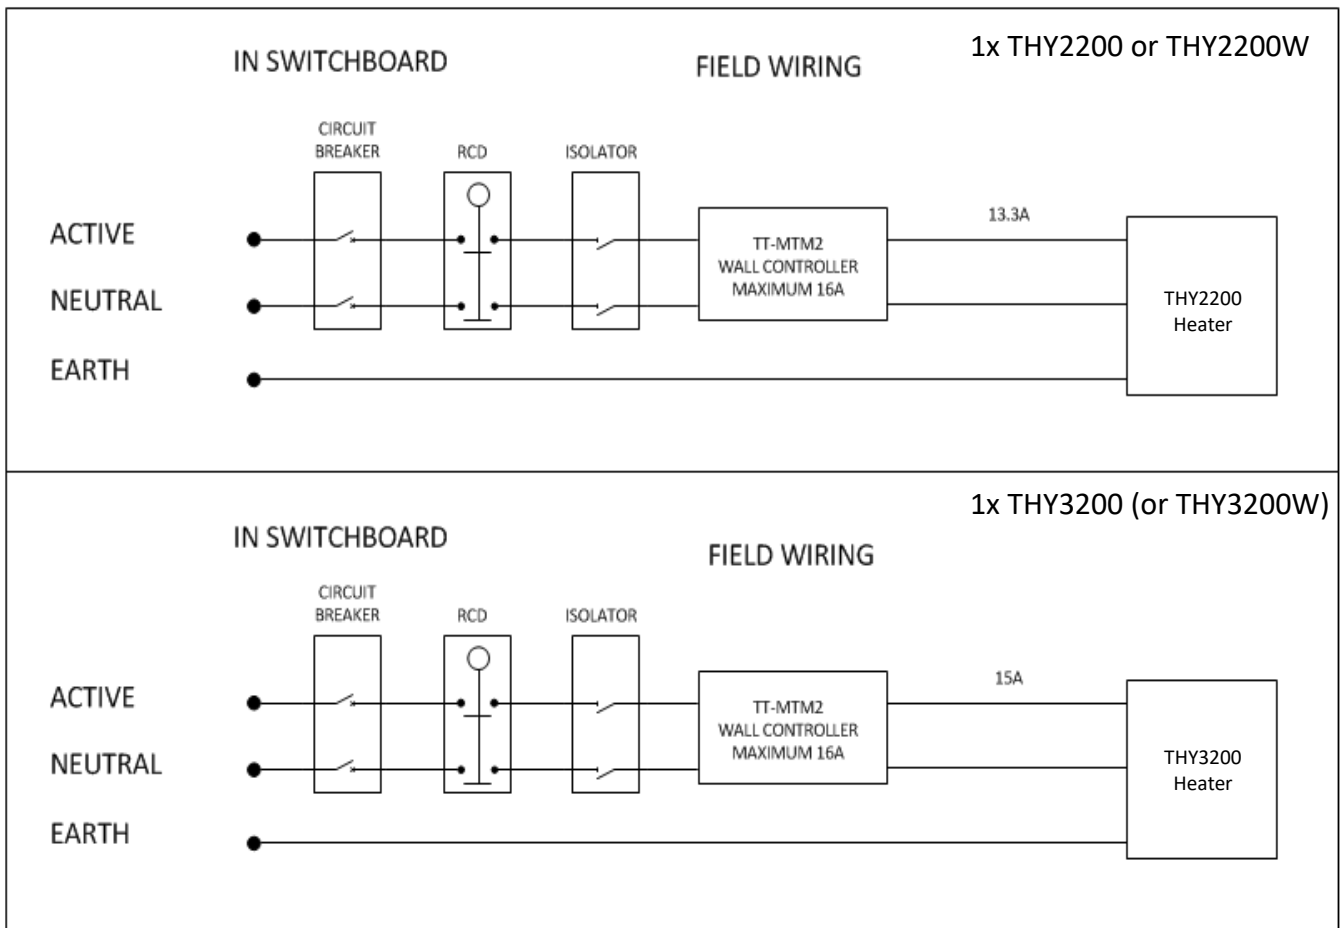 1x THY2200 or THY2200W
IN SWITCHBOARD
FIELD WIRING
CIRCUIT
BREAKER
RCD
ISOLATOR
ACTIVE
NEUTRAL
EARTH
TT-MTM2
WALL CONTROLLER
MAXIMUM 16A
13.3A
THY2200
Heater
1x THY3200 (or THY3200W)
IN SWITCHBOARD
FIELD WIRING
CIRCUIT
BREAKER
RCD
ISOLATOR
ACTIVE
NEUTRAL
EARTH
TT-MTM2
WALL CONTROLLER
MAXIMUM 16A
15A
THY3200
Heater